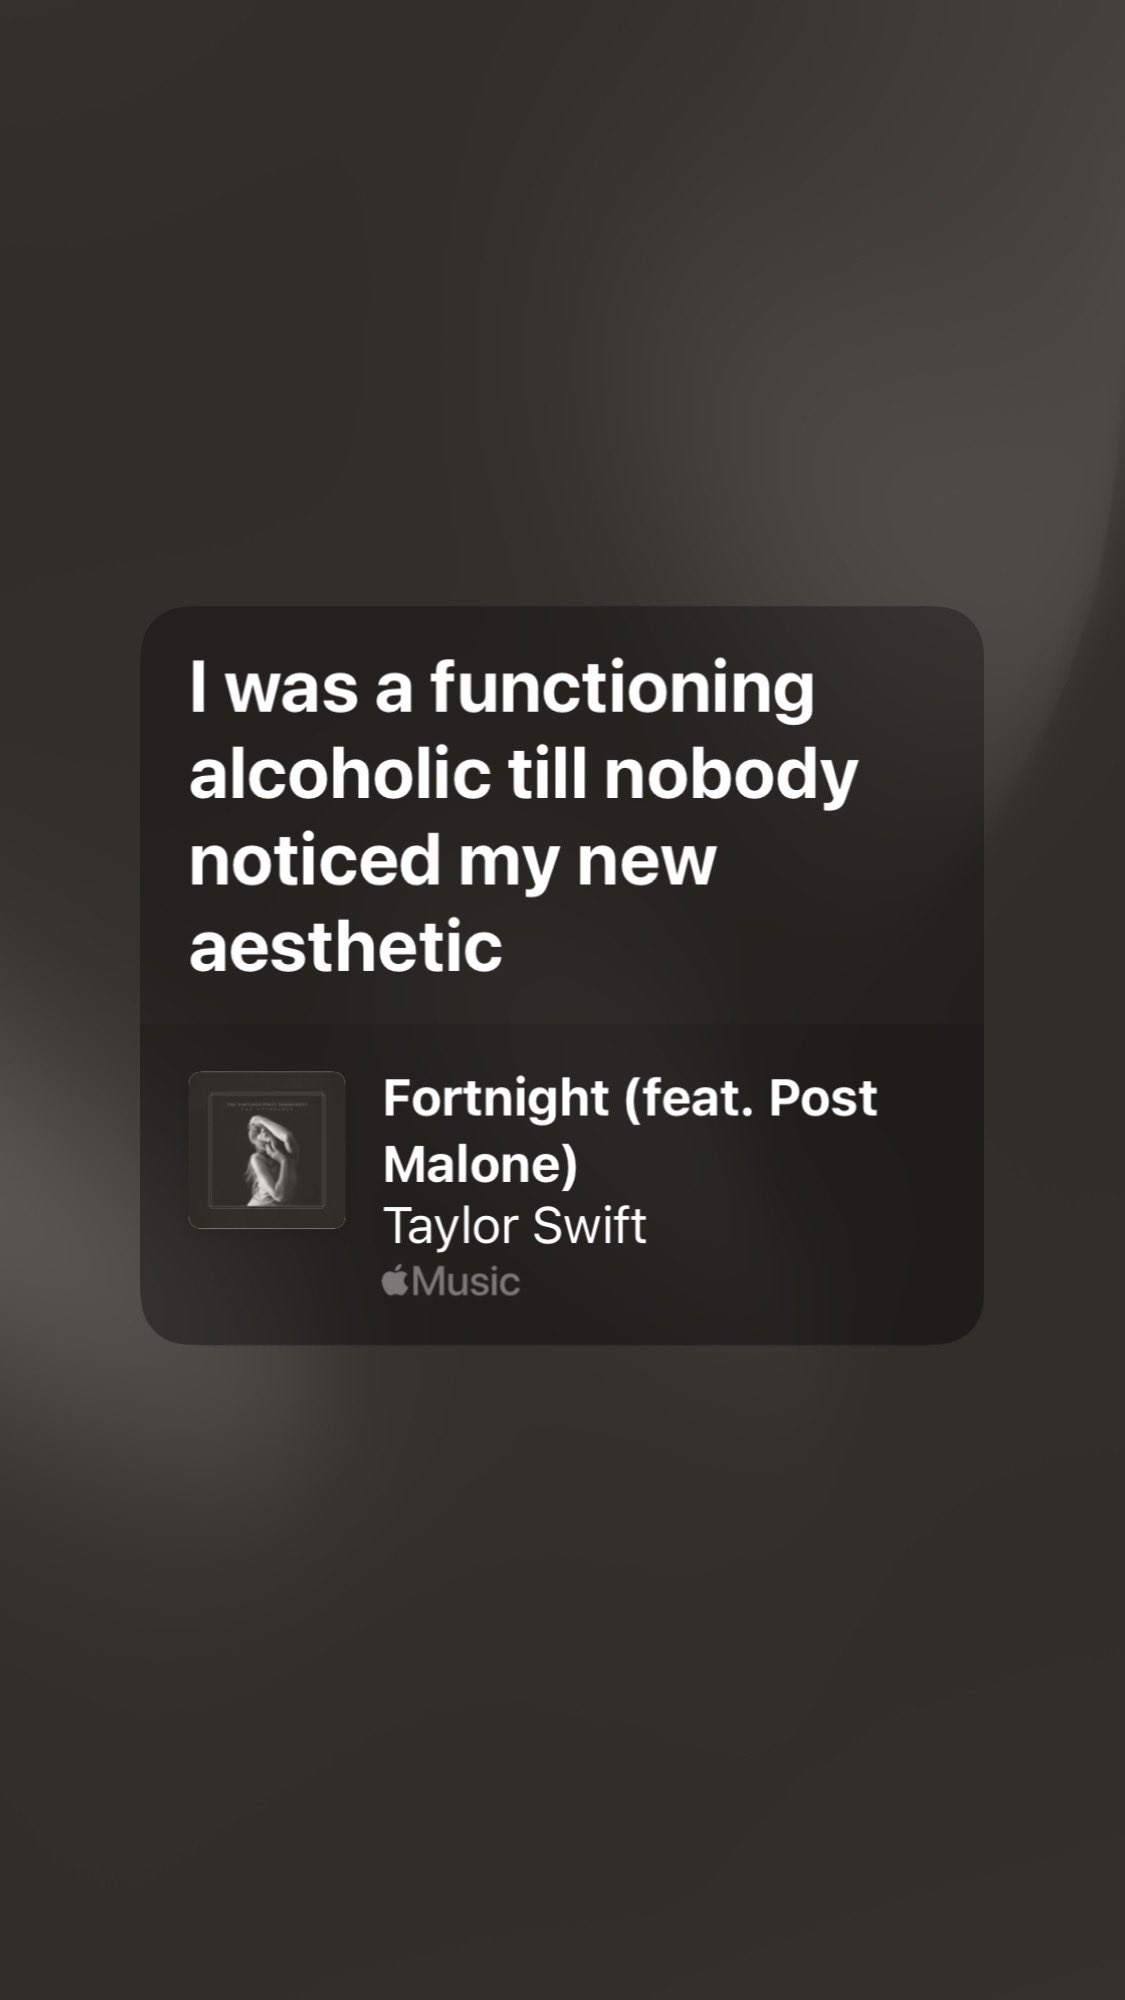 I was a functioning
alcoholic till nobody
noticed my new
aesthetic
Fortnight (feat. Post
Malone)
Taylor Swift
Music